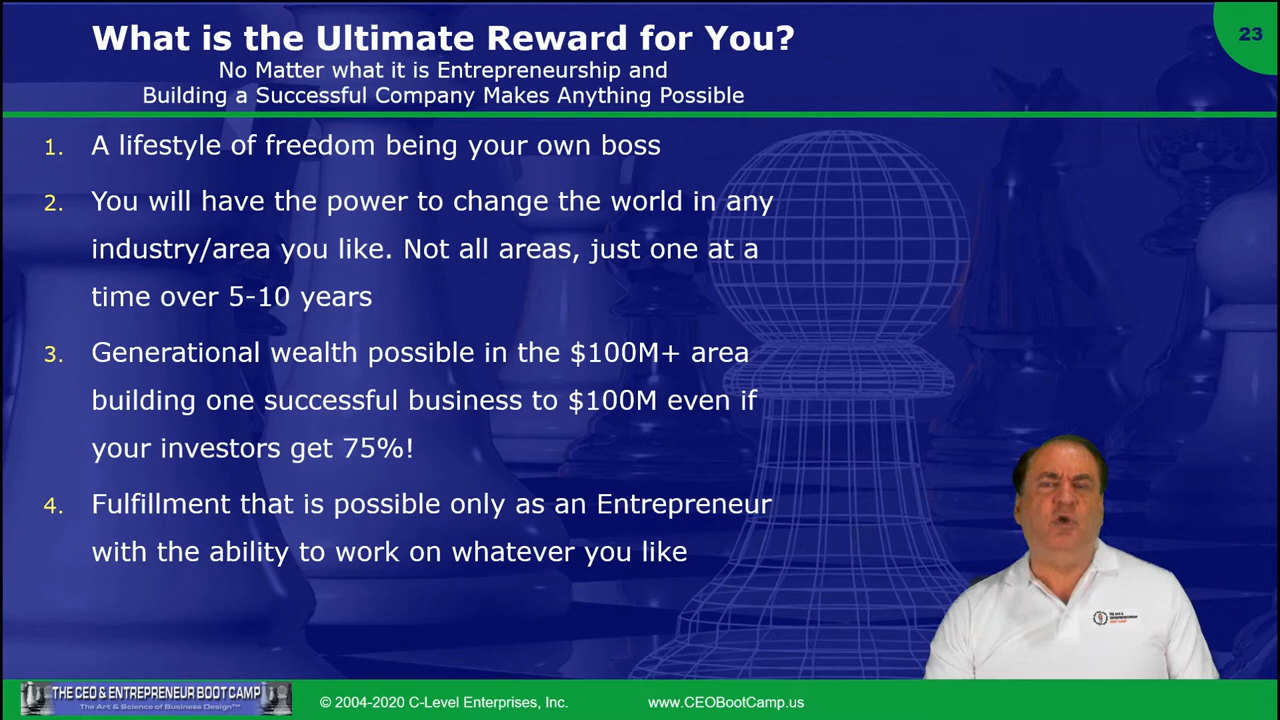 What is the Ultimate Reward for You?
23
No Matter what it is Entrepreneurship and
Building a Successful Company Makes Anything Possible
1. A lifestyle of freedom being your own boss
2. You will have the power to change the world in any
industry/area you like. Not all areas, just one at a
time over 5-10 years
3. Generational wealth possible in the $100M+ area
building one successful business to $100M even if
your investors get 75%!
4. Fulfillment that is possible only as an Entrepreneur
with the ability to work on whatever you like
THE CEO &
ENTREPRENEUR
BOOT CAMP
THE CEO & ENTREPRENEUR BOOT CAMP
The Art & Science of Business Design™
© 2004-2020 C-Level Enterprises, Inc.
www.CEOBootCamp.us